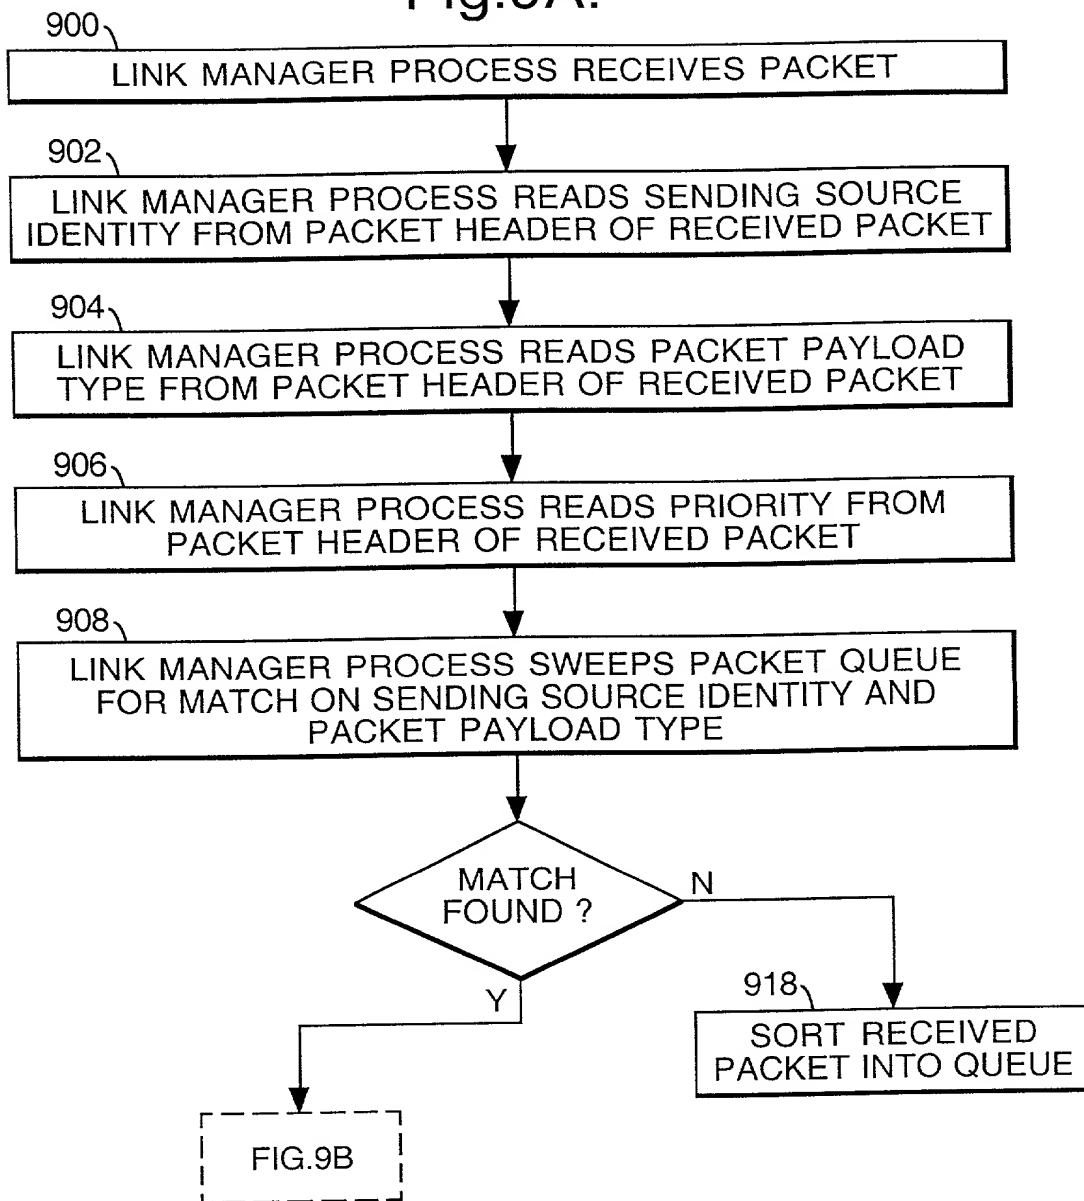 Fig.9A.
900
LINK MANAGER PROCESS RECEIVES PACKET
902
LINK MANAGER PROCESS READS SENDING SOURCE
IDENTITY FROM PACKET HEADER OF RECEIVED PACKET
904
LINK MANAGER PROCESS READS PACKET PAYLOAD
TYPE FROM PACKET HEADER OF RECEIVED PACKET
906
LINK MANAGER PROCESS READS PRIORITY FROM
PACKET HEADER OF RECEIVED PACKET
908
LINK MANAGER PROCESS SWEEPS PACKET QUEUE
FOR MATCH ON SENDING SOURCE IDENTITY AND
PACKET PAYLOAD TYPE
MATCH
FOUND ?
N
Y
918
SORT RECEIVED
PACKET INTO QUEUE
FIG.9B